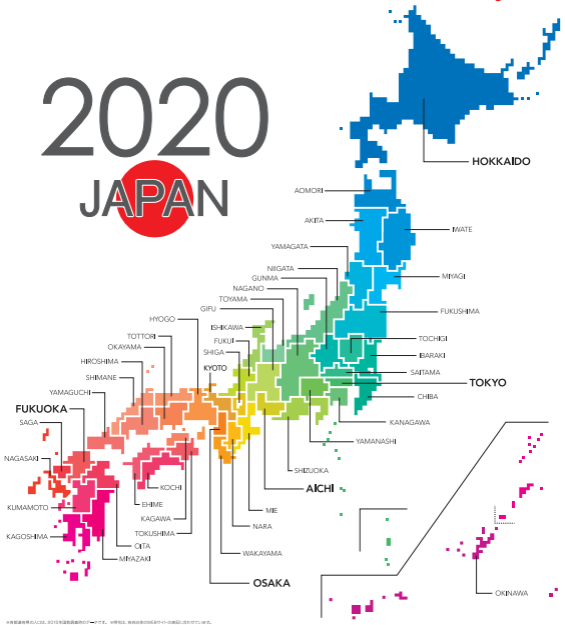 2020
JAPAN
HOKKAIDO
AOMORI
AKITA
IWATE
YAMAGATA
MIYAGI
NIIGATA
GUNMA
NAGANO
TOYAMA
GIFU
FUKUSHIMA
HYOGO
ISHIKAWA
TOTTORI
FUKUI
TOCHIGI
OKAYAMA
SHIGA
IBARAKI
HIROSHIMA
KYOTO
SAITAMA
SHIMANE
TOKYO
YAMAGUCHI
CHIBA
FUKUOKA
SAGA
KANAGAWA
YAMANASHI
NAGASAKI
SHIZUOKA
KOCHI
AICHI
EHIME
KUMAMOTO
MIE
KAGAWA
NARA
TOKUSHIMA
KAGOSHIMA
OITA
WAKAYAMA
MIYAZAKI
OSAKA
OKINAWA